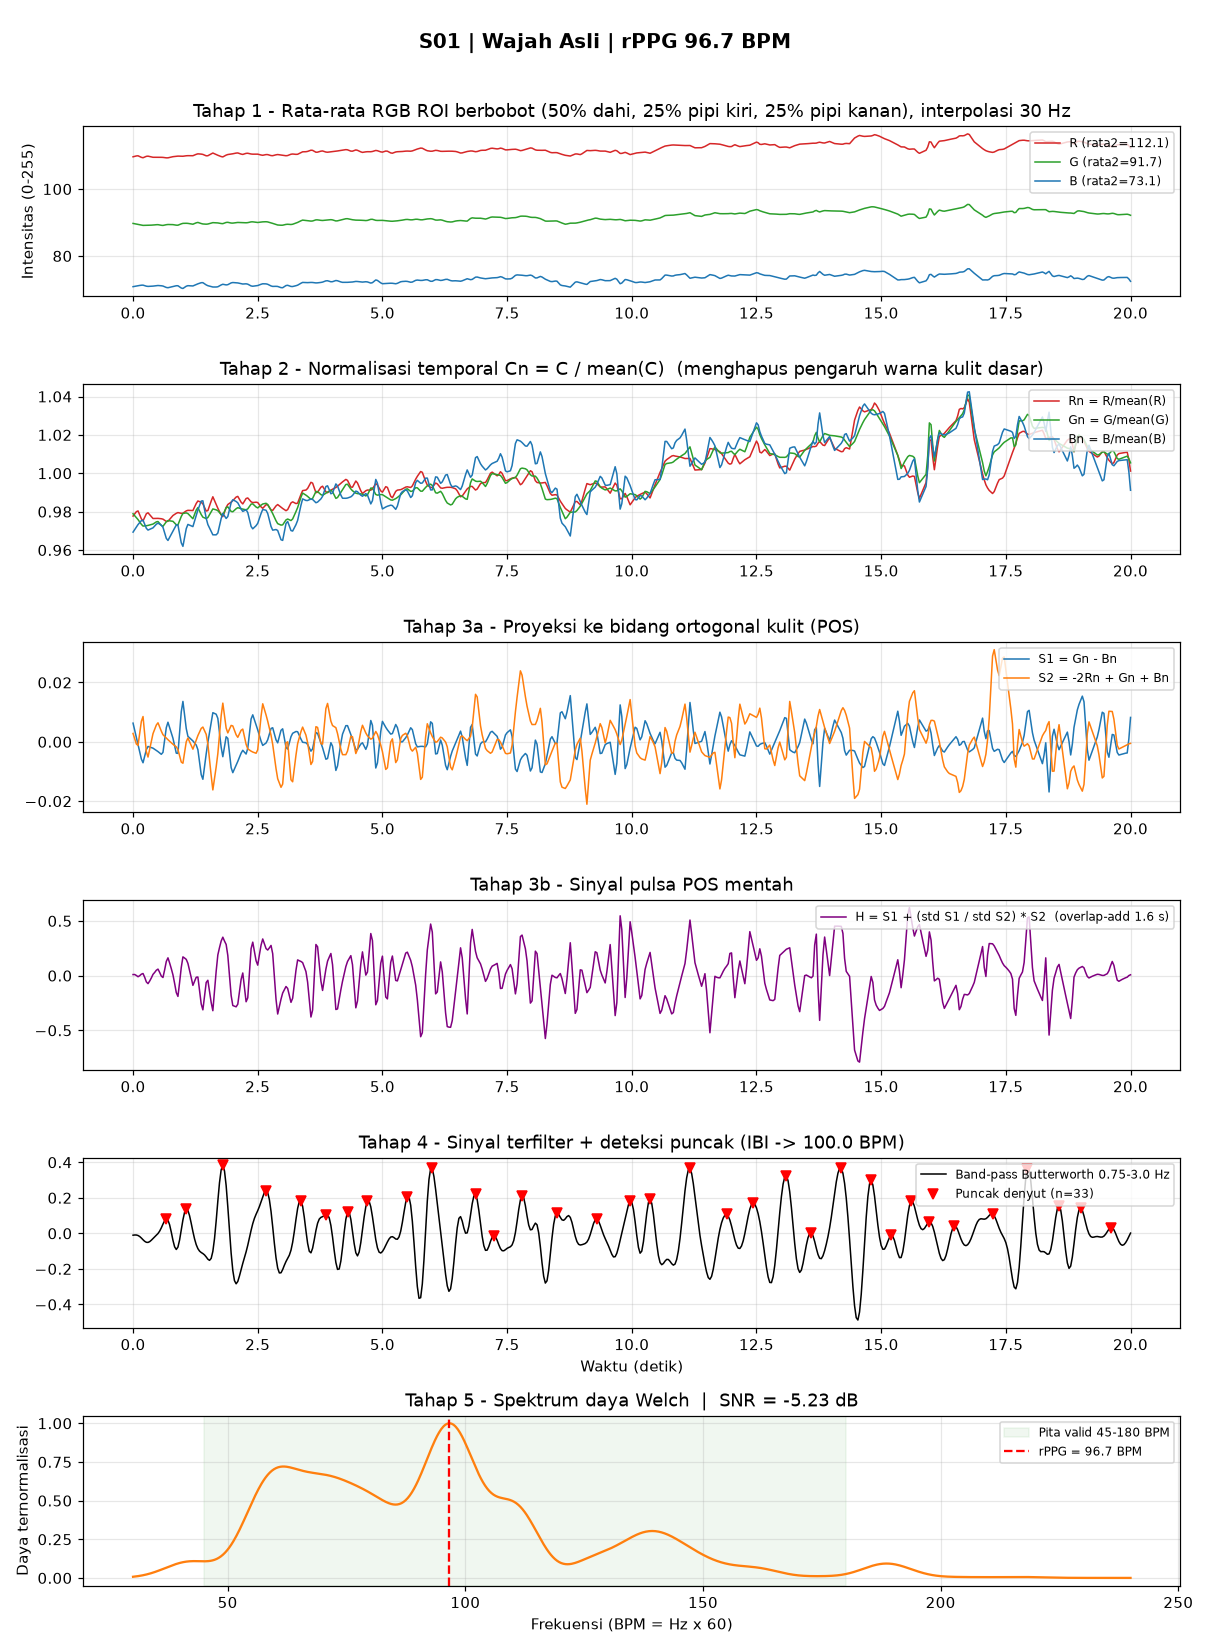 S01 | Wajah Asli | rPPG 96.7 BPM
Tahap 1 - Rata-rata RGB ROI berbobot (50% dahi, 25% pipi kiri, 25% pipi kanan), interpolasi 30 Hz
Intensitas (0-255)
100
80
R (rata2=112.1)
G (rata2=91.7)
B (rata2=73.1)
0.0 2.5 5.0 7.5 10.0 12.5 15.0 17.5 20.0
Tahap 2 - Normalisasi temporal Cn = C / mean(C)  (menghapus pengaruh warna kulit dasar)
1.04
1.02
1.00
0.98
0.96
Rn = R/mean(R)
Gn = G/mean(G)
Bn = B/mean(B)
0.0 2.5 5.0 7.5 10.0 12.5 15.0 17.5 20.0
Tahap 3a - Proyeksi ke bidang ortogonal kulit (POS)
0.02
0.00
−0.02
S1 = Gn - Bn
S2 = -2Rn + Gn + Bn
0.0 2.5 5.0 7.5 10.0 12.5 15.0 17.5 20.0
Tahap 3b - Sinyal pulsa POS mentah
0.5
0.0
−0.5
H = S1 + (std S1 / std S2) * S2  (overlap-add 1.6 s)
0.0 2.5 5.0 7.5 10.0 12.5 15.0 17.5 20.0
Tahap 4 - Sinyal terfilter + deteksi puncak (IBI -> 100.0 BPM)
0.4
0.2
0.0
−0.2
−0.4
Band-pass Butterworth 0.75-3.0 Hz
Puncak denyut (n=33)
0.0 2.5 5.0 7.5 10.0 12.5 15.0 17.5 20.0
Waktu (detik)
Tahap 5 - Spektrum daya Welch  |  SNR = -5.23 dB
Daya ternormalisasi
1.00
0.75
0.50
0.25
0.00
Pita valid 45-180 BPM
rPPG = 96.7 BPM
50 100 150 200 250
Frekuensi (BPM = Hz x 60)